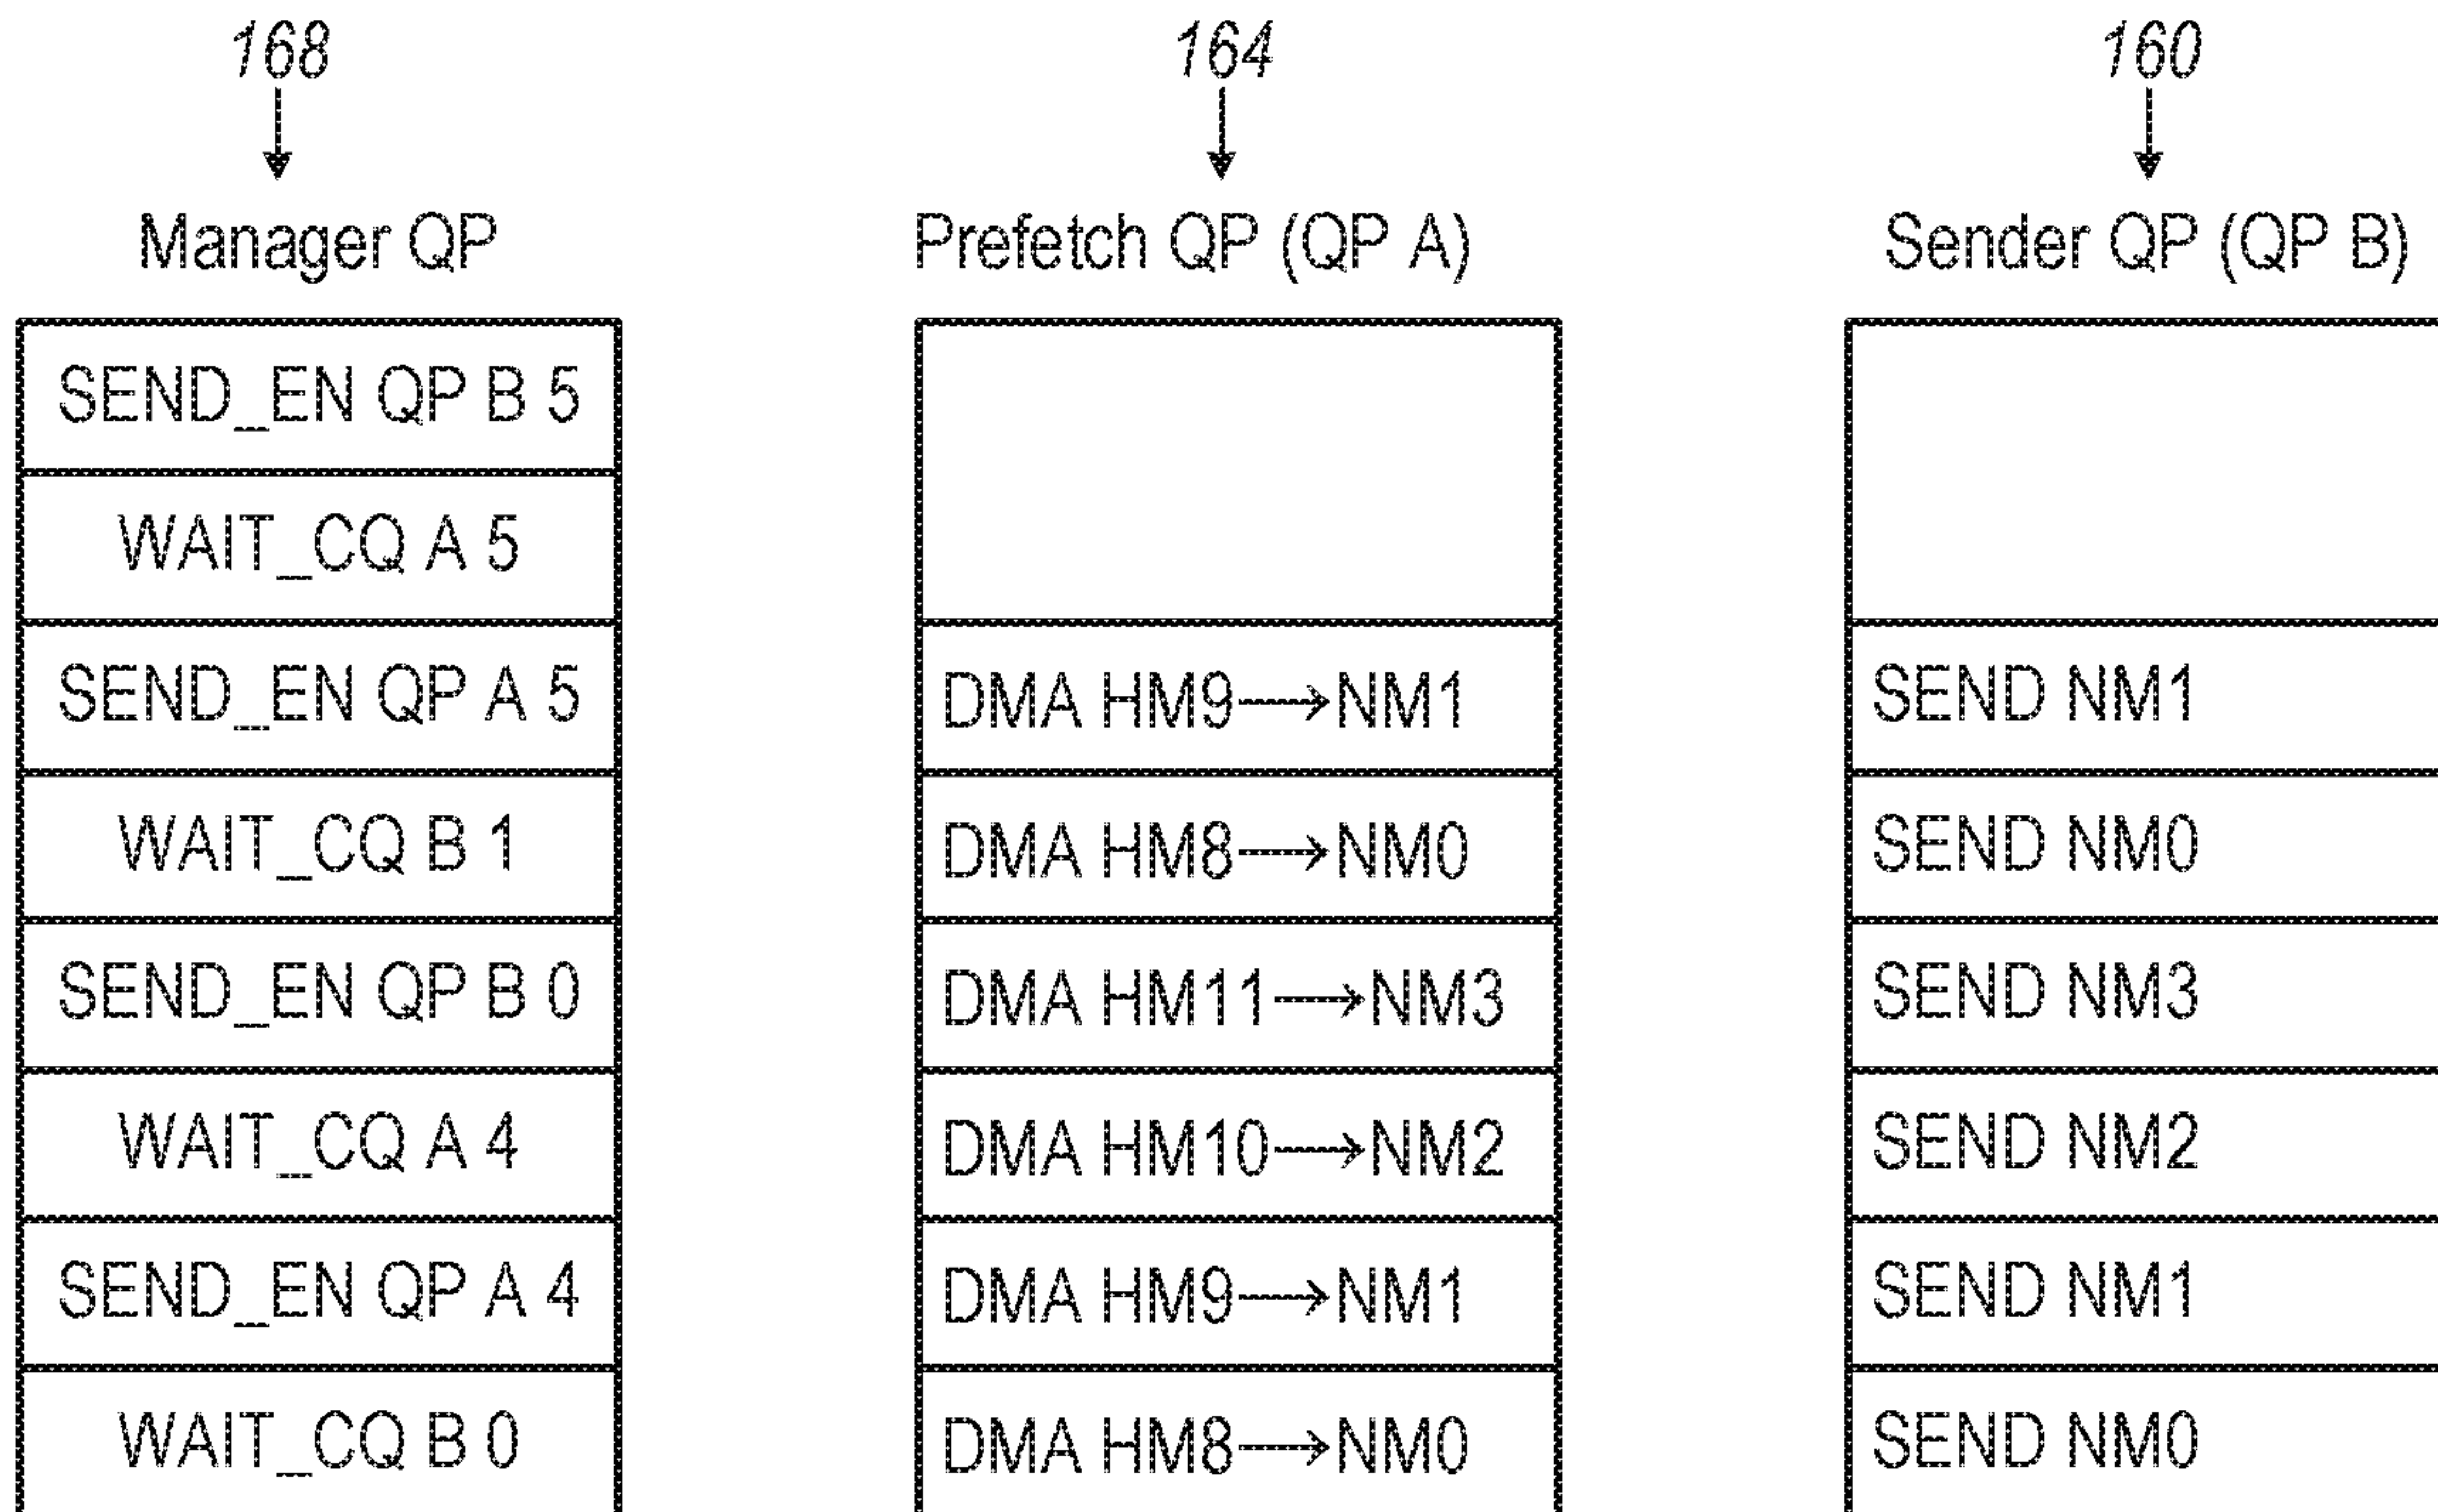 168
Manager QP
SEND_EN QP B 5
WAIT_CQ A 5
SEND_EN QP A 5
WAIT_CQ B 1
SEND_EN QP B 0
WAIT_CQ A 4
SEND_EN QP A 4
WAIT_CQ B 0
164
Prefetch QP (QP A)
DMA HM9→NM1
DMA HM8→NM0
DMA HM11→NM3
DMA HM10→NM2
DMA HM9→NM1
DMA HM8→NM0
160
Sender QP (QP B)
SEND NM1
SEND NM0
SEND NM3
SEND NM2
SEND NM1
SEND NM0